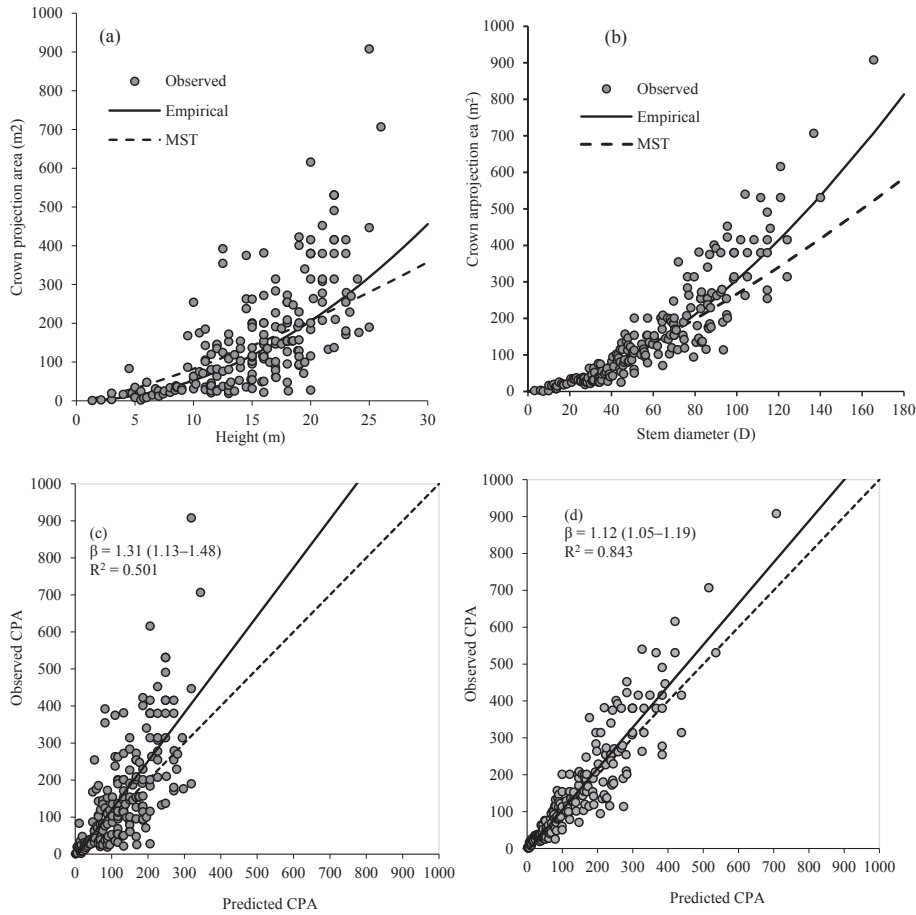 (a)
Observed
Empirical
MST
Crown projection area (m2)
1000
900
800
700
600
500
400
300
200
100
0
0 5 10 15 20 25 30
Height (m)
(b)
Observed
Empirical
MST
Crown arprojection ea (m²)
1000
900
800
700
600
500
400
300
200
100
0
0 20 40 60 80 100 120 140 160 180
Stem diameter (D)
(c)
β = 1.31 (1.13–1.48)
R² = 0.501
Observed CPA
1000
900
800
700
600
500
400
300
200
100
0
0 100 200 300 400 500 600 700 800 900 1000
Predicted CPA
(d)
β = 1.12 (1.05–1.19)
R² = 0.843
Observed CPA
1000
900
800
700
600
500
400
300
200
100
0
0 100 200 300 400 500 600 700 800 900 1000
Predicted CPA